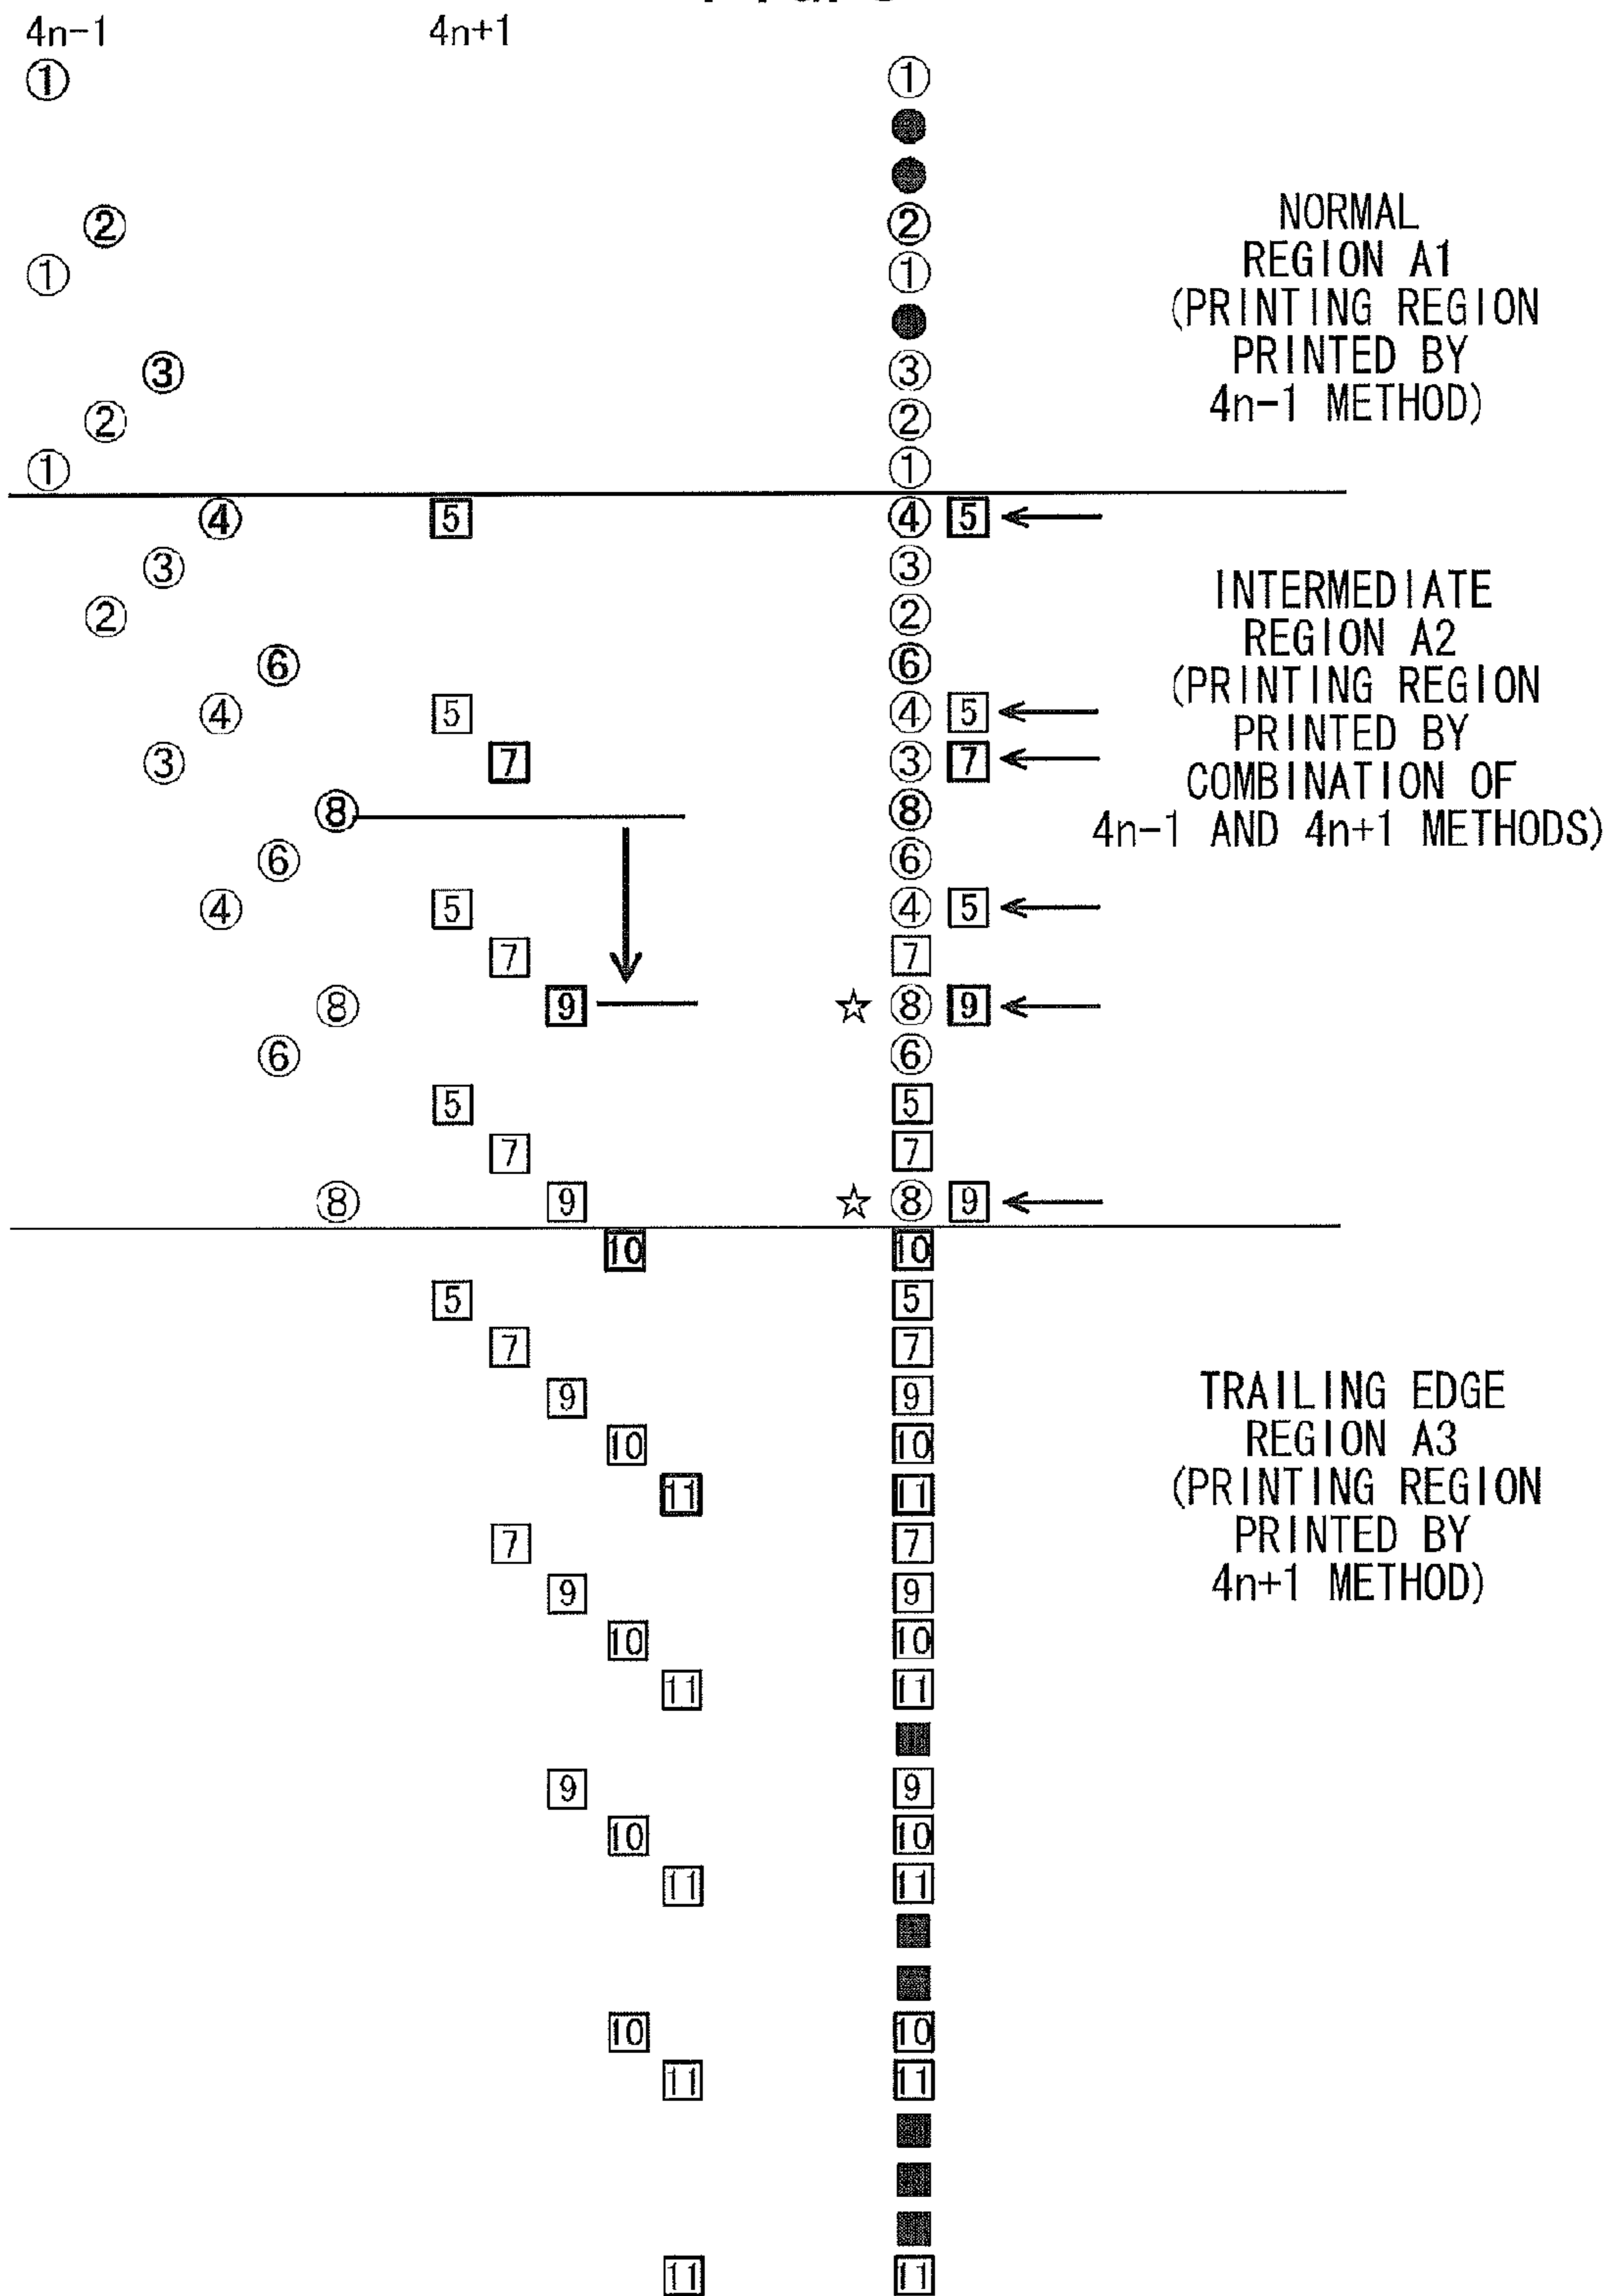 4n-1 4n+1
① ①
②  ②
① ①
③ ③
② ②
① ①
NORMAL
REGION A1
(PRINTING REGION
PRINTED BY
4n-1 METHOD)
④ 5 ④ 5 ←
③ ③
② ②
⑥ ⑥
④ 5 ④ 5 ←
③ 7 ③ 7 ←
⑧ ⑧
⑥ ⑥
④ 5 ④ 5 ←
7 7
⑧ 9 ☆ ⑧ 9 ←
⑥ ⑥
5 5
7 7
⑧ 9 ☆ ⑧ 9 ←
INTERMEDIATE
REGION A2
(PRINTING REGION
PRINTED BY
COMBINATION OF
4n-1 AND 4n+1 METHODS)
10 10
5 5
7 7
9 9
10 10
11 11
7 7
9 9
10 10
11 11
9 9
10 10
11 11
10 10
11 11
11 11
TRAILING EDGE
REGION A3
(PRINTING REGION
PRINTED BY
4n+1 METHOD)